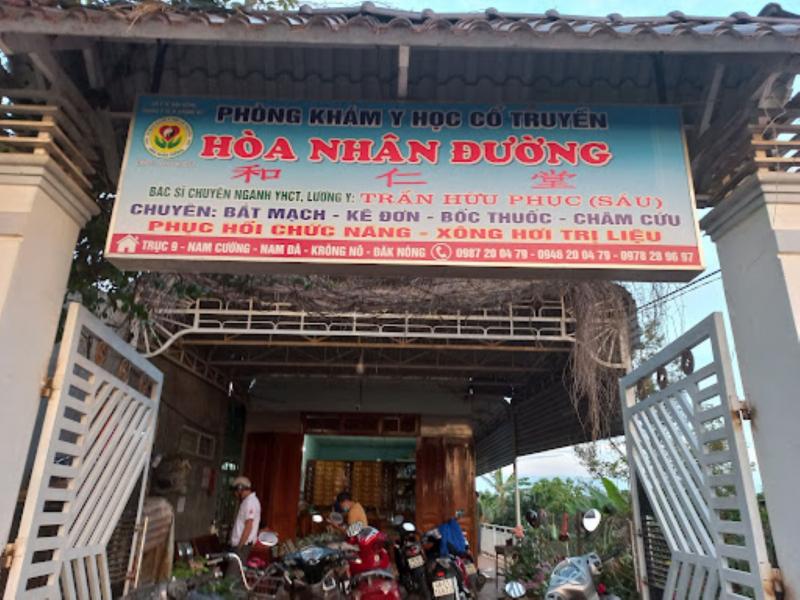 PHÒNG KHÁM Y HỌC CỔ TRUYỀN
HÒA NHÂN ĐƯỜNG
和 仁 堂
BÁC SĨ CHUYÊN NGÀNH YHCT, LƯƠNG Y: TRẦN HỮU PHỤC (SÁU)
CHUYÊN: BẮT MẠCH - KÊ ĐƠN - BỐC THUỐC - CHÂM CỨU
PHỤC HỒI CHỨC NĂNG - XÔNG HƠI TRỊ LIỆU
TRỤC 9 - NAM CƯỜNG - NAM ĐÀ - KRÔNG NÔ - ĐĂK NÔNG 0987 20 04 79 - 0946 20 04 79 - 0978 28 96 97